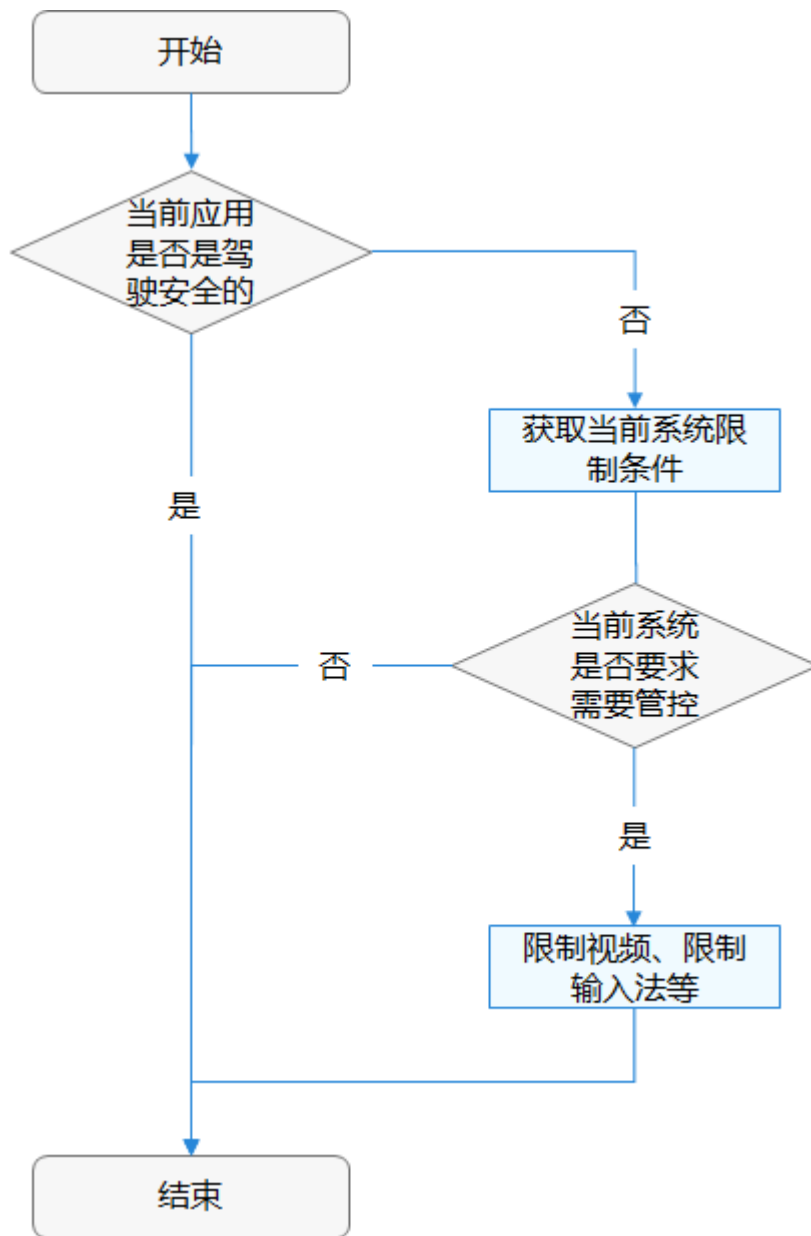 开始
当前应用
是否是驾
驶安全的
否
获取当前系统限
制条件
是
当前系统
是否要求
需要管控
否
是
限制视频、限制
输入法等
结束